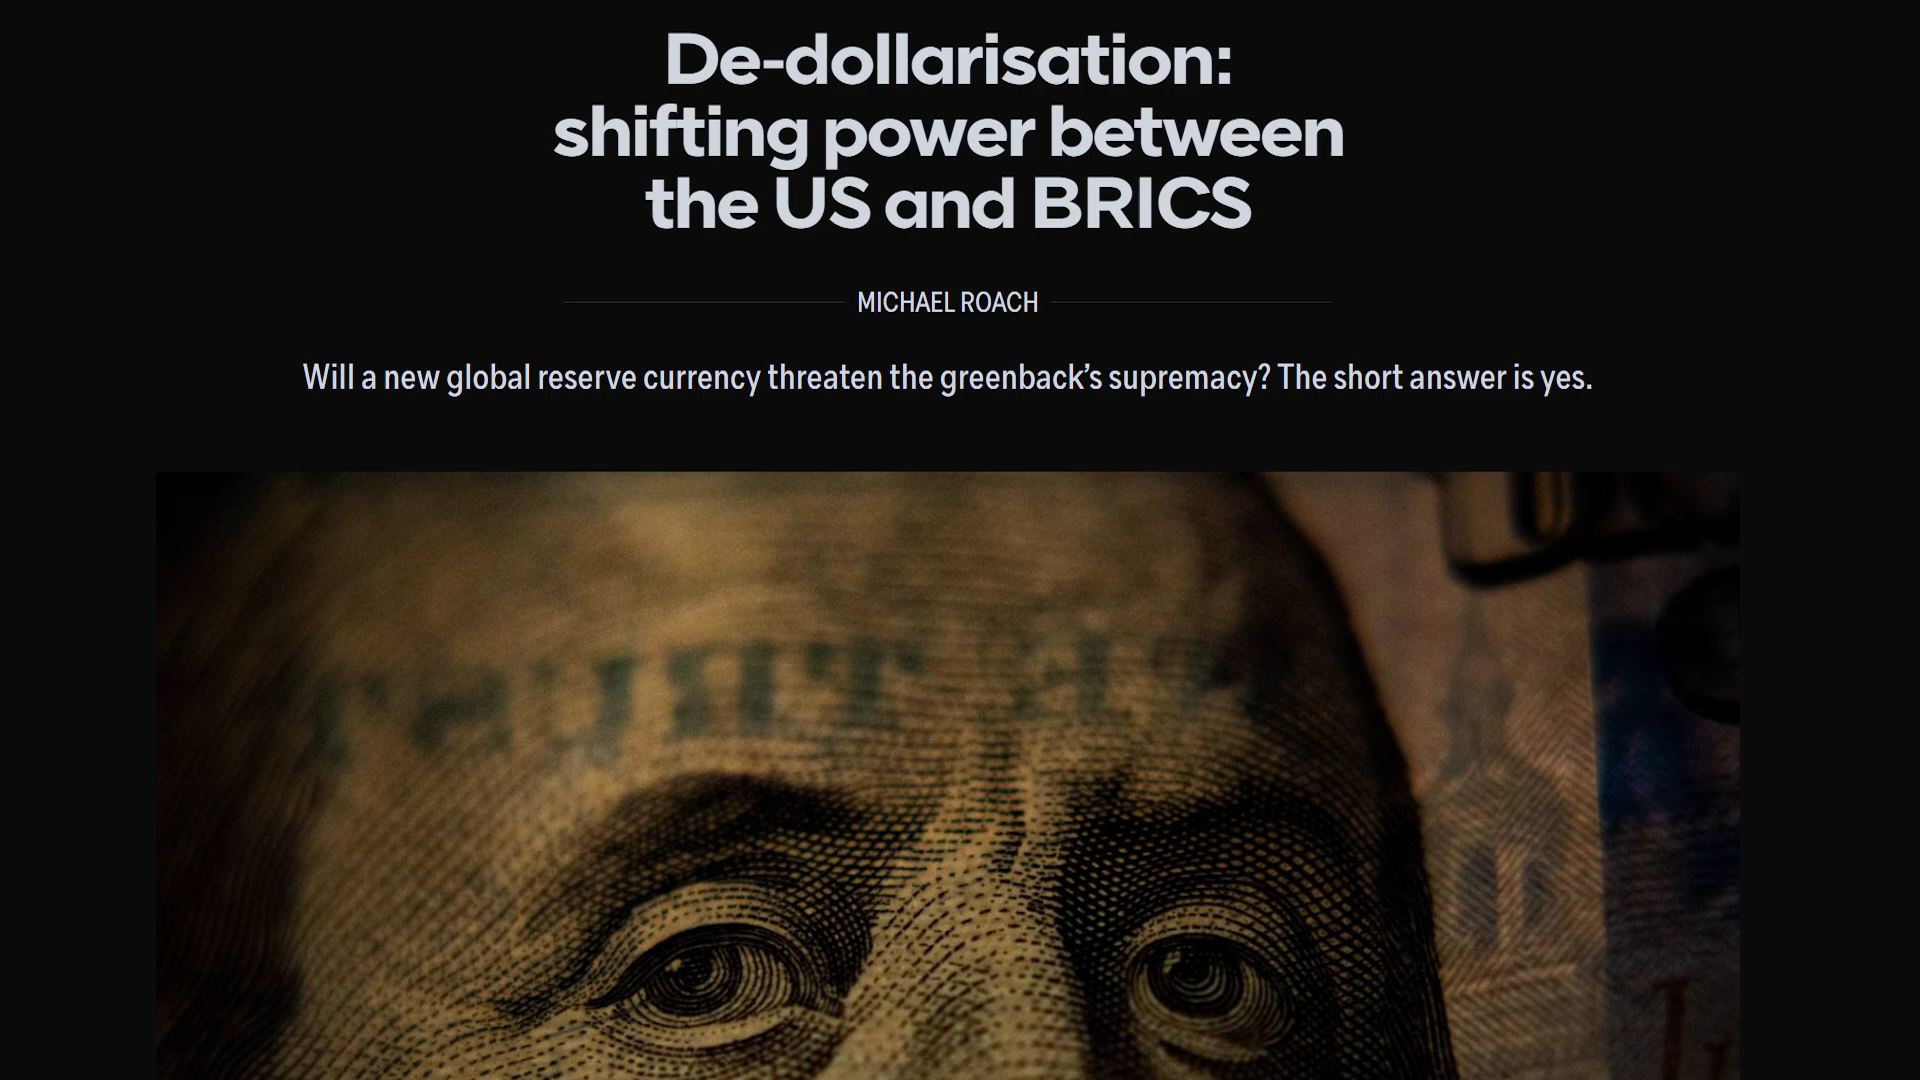 De-dollarisation:
shifting power between
the US and BRICS
MICHAEL ROACH
Will a new global reserve currency threaten the greenback’s supremacy? The short answer is yes.